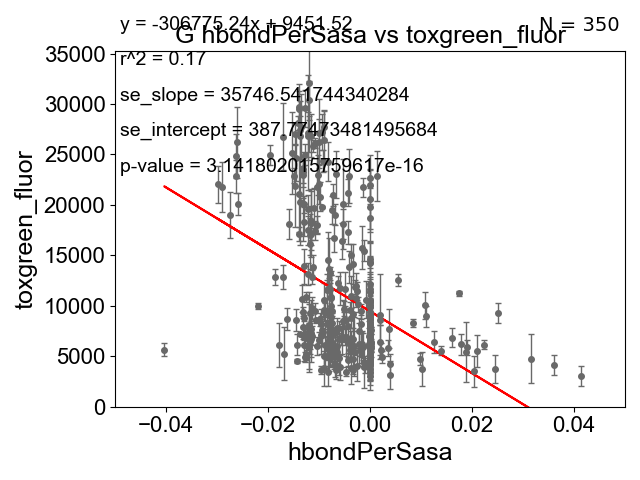 y = -306775.24x + 9451.52
N = 350
G hbondPerSasa vs toxgreen_fluor
r^2 = 0.17
se_slope = 35746.541744340284
se_intercept = 387.77473481495684
p-value = 3.141802015759617e-16
35000
30000
25000
20000
15000
10000
5000
0
toxgreen_fluor
−0.04 −0.02 0.00 0.02 0.04
hbondPerSasa